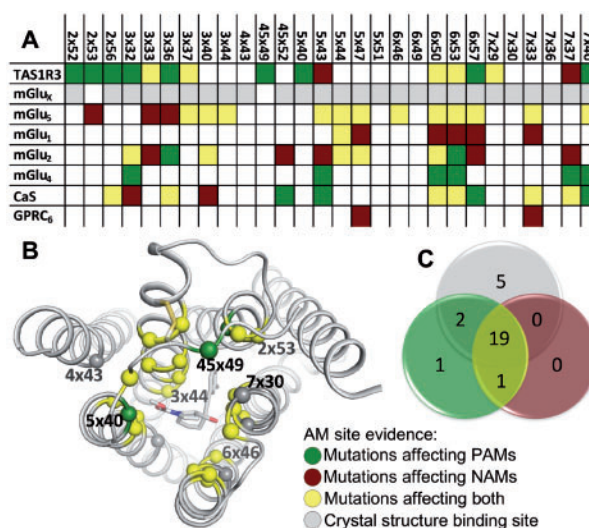 A
2x52 2x53 2x56 3x32 3x33 3x36 3x37 3x40 3x44 4x43 45x49 45x52 5x40 5x43 5x44 5x47 5x51 6x46 6x49 6x50 6x53 6x57 7x29 7x30 7x33 7x36 7x37 7x40
TAS1R3
mGluX
mGlu5
mGlu1
mGlu2
mGlu4
CaS
GPRC6
B
4x43
45x49
2x53
3x44
7x30
5x40
6x46
C
5
2 0
19
1 0
1
AM site evidence:
Mutations affecting PAMs
Mutations affecting NAMs
Mutations affecting both
Crystal structure binding site